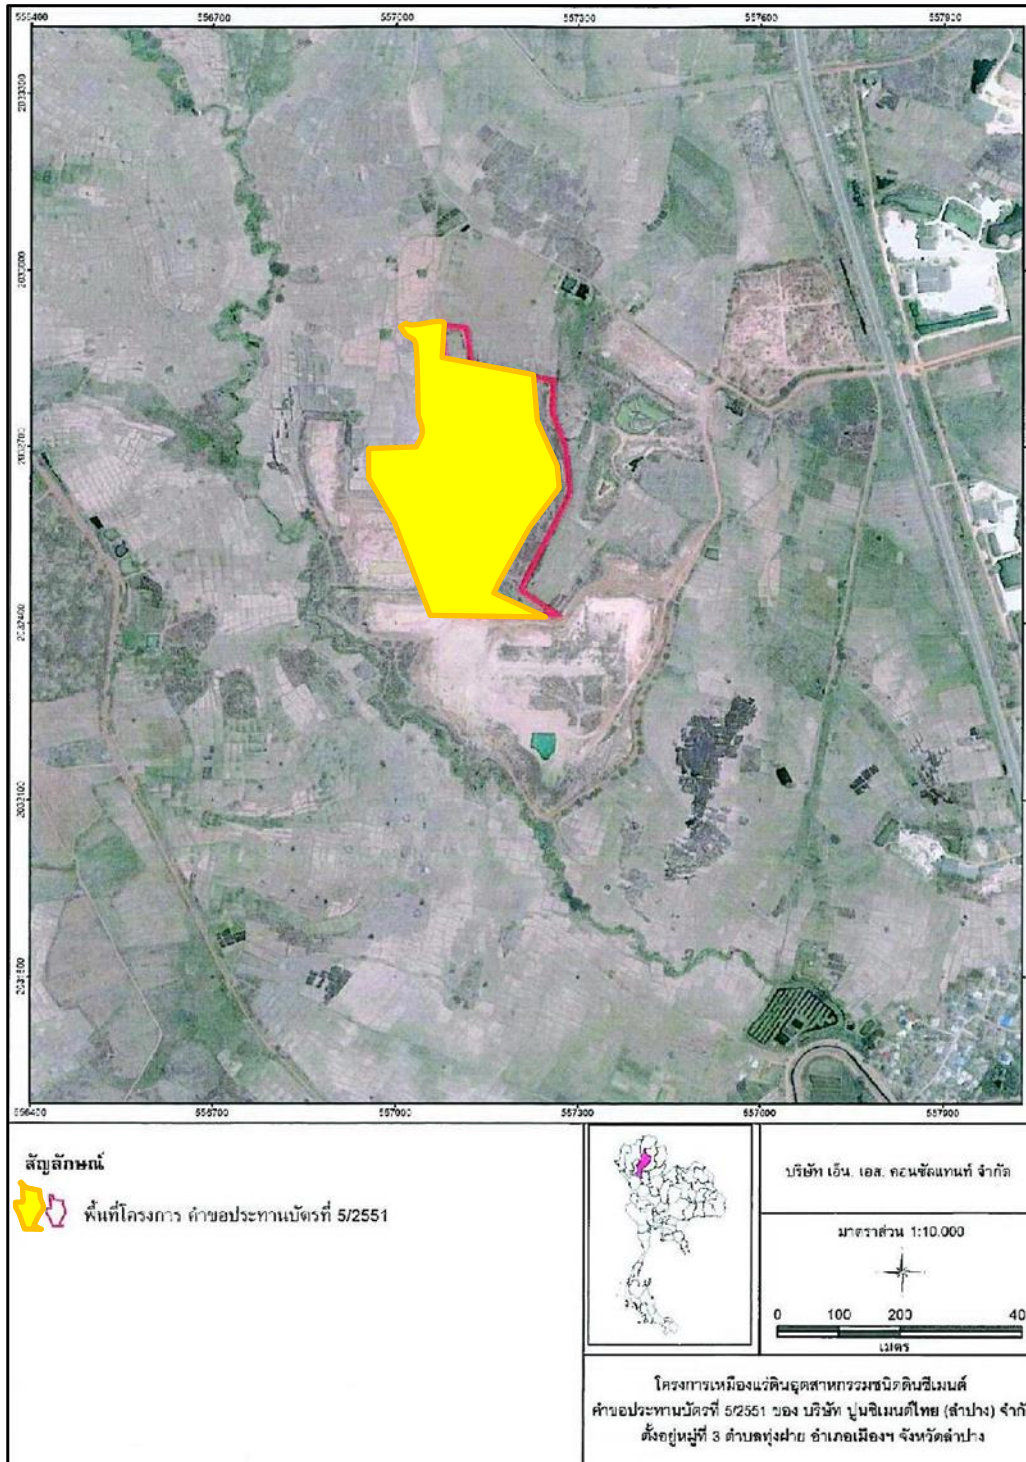 556400 556700 557000 557300 557600 557900
2033300
2033000
2032700
2032400
2032100
2031800
556400 556700 557000 557300 557600 557900
สัญลักษณ์
พื้นที่โครงการ คำขอประทานบัตรที่ 5/2551
บริษัท เอ็น. เอส. คอนซัลแทนท์ จำกัด
มาตราส่วน 1:10,000
0 100 200 40
เมตร
โครงการเหมืองแร่ดินอุตสาหกรรมชนิดดินซีเมนต์
คำขอประทานบัตรที่ 5/2551 ของ บริษัท ปูนซิเมนต์ไทย (ลำปาง) จำกั
ตั้งอยู่หมู่ที่ 3 ตำบลทุ่งฝาย อำเภอเมืองฯ จังหวัดลำปาง